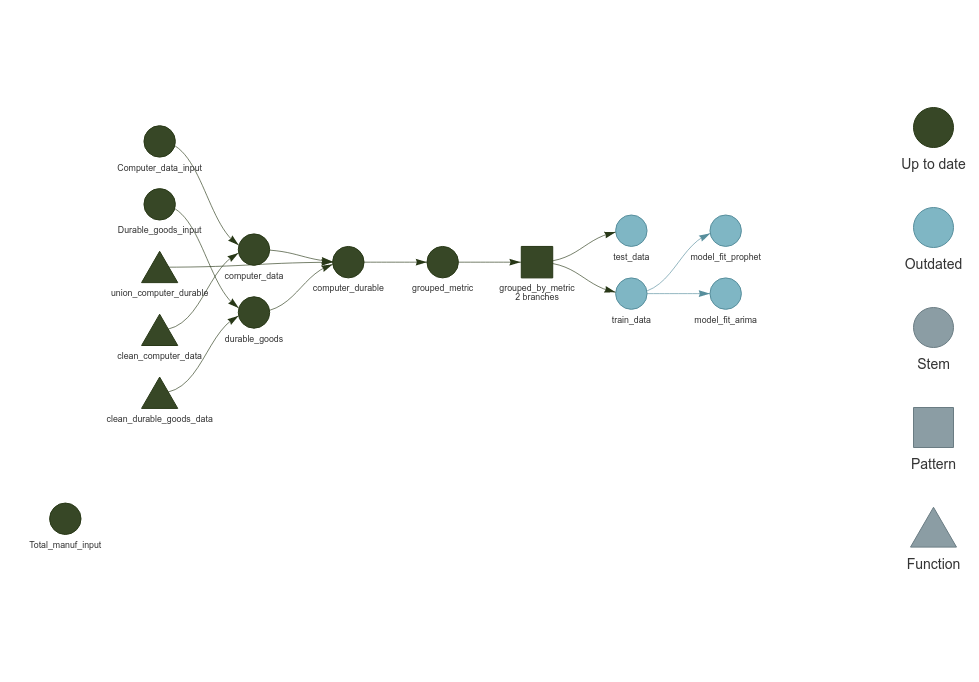 Computer_data_input
Durable_goods_input
union_computer_durable
clean_computer_data
clean_durable_goods_data
Total_manuf_input
computer_data
durable_goods
computer_durable
grouped_metric
grouped_by_metric
2 branches
test_data
train_data
model_fit_prophet
model_fit_arima
Up to date
Outdated
Stem
Pattern
Function